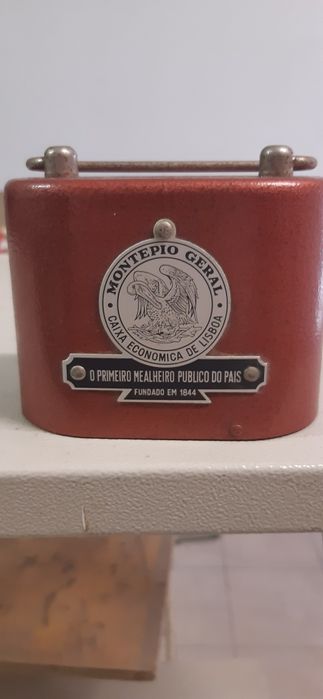 • MONTEPIO GERAL •
CAIXA ECONOMICA DE LISBOA
O PRIMEIRO MEALHEIRO PUBLICO DO PAIS
FUNDADO EM 1844